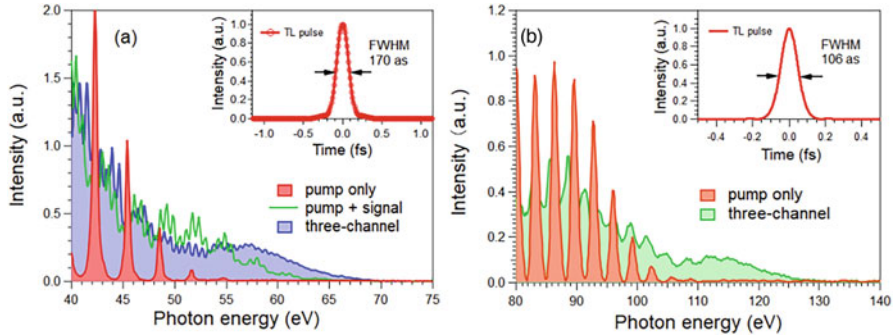 (a)
TL pulse
FWHM
170 as
Intensity (a.u.)
1.0
0.8
0.6
0.4
0.2
0.0
-1.0 -0.5 0.0 0.5 1.0
Time (fs)
Intensity (a.u.)
2.0
1.5
1.0
0.5
0.0
pump only
pump + signal
three-channel
40 45 50 55 60 65 70 75
Photon energy (eV)
(b)
TL pulse
FWHM
106 as
Intensity (a.u.)
1.0
0.8
0.6
0.4
0.2
0.0
-0.4 0.0 0.4
Time (fs)
Intensity (a.u.)
1.2
1.0
0.8
0.6
0.4
0.2
0.0
pump only
three-channel
80 90 100 110 120 130 140
Photon energy (eV)